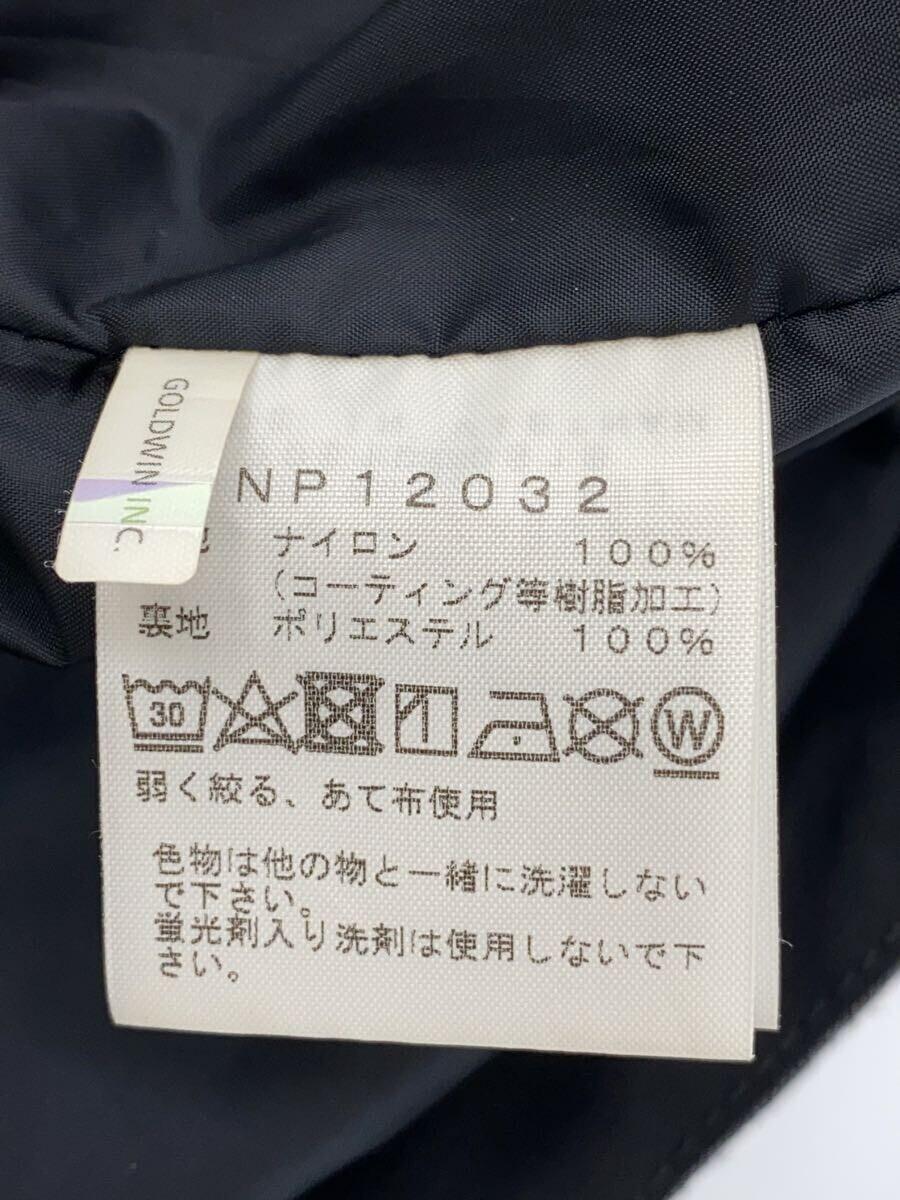 GOLDWIN INC.
NP12032
地 ナイロン 100%
(コーティング等樹脂加工)
裏地 ポリエステル 100%
30 W
弱く絞る、あて布使用
色物は他の物と一緒に洗濯しない
で下さい。
蛍光剤入り洗剤は使用しないで下
さい。